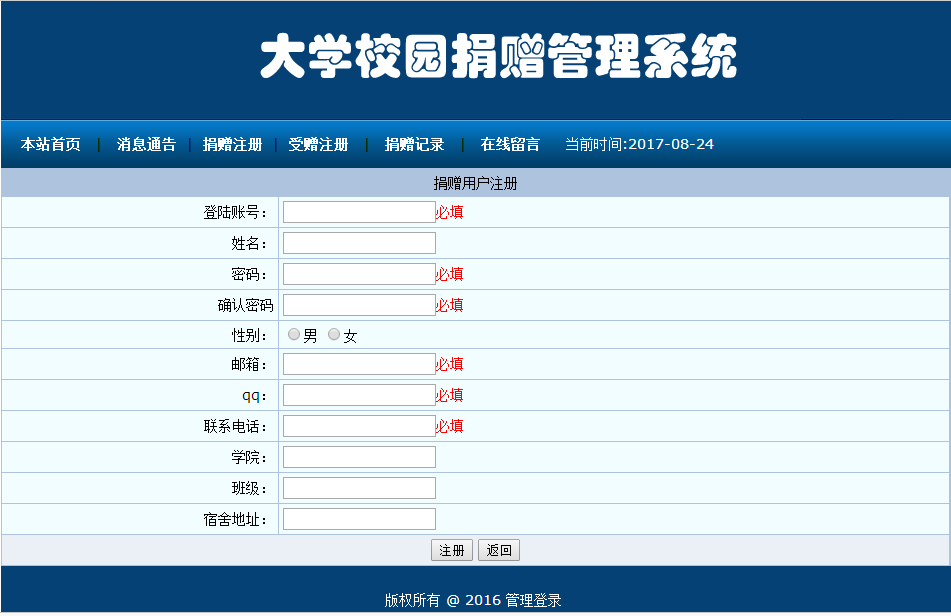 大学校园捐赠管理系统
本站首页 | 消息通告 | 捐赠注册 | 受赠注册 | 捐赠记录 | 在线留言 当前时间:2017-08-24
捐赠用户注册
登陆账号： 必填
姓名：
密码： 必填
确认密码 必填
性别： 男 女
邮箱： 必填
qq： 必填
联系电话： 必填
学院：
班级：
宿舍地址：
注册 返回
版权所有 @ 2016 管理登录